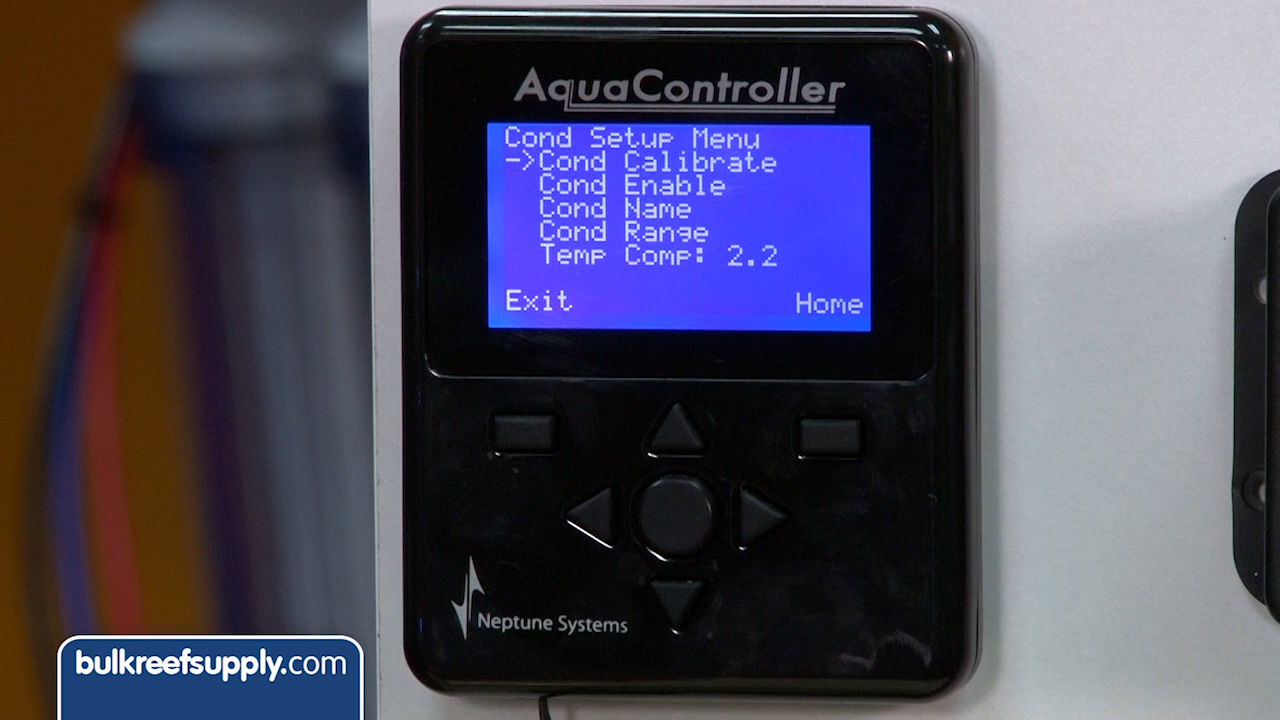 AquaController
Cond Setup Menu
->Cond Calibrate
Cond Enable
Cond Name
Cond Range
Temp Comp: 2.2
Exit Home
Neptune Systems
bulkreefsupply.com